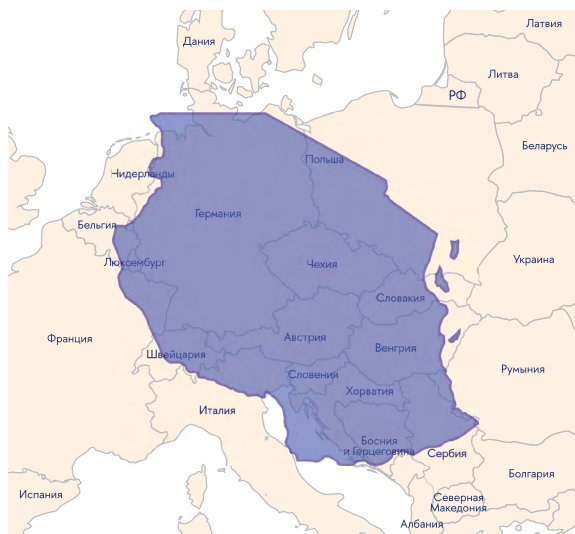 Латвия
Дания
Литва
РФ
Беларусь
Польша
Нидерланды
Германия
Бельгия
Люксембург
Чехия
Украина
Словакия
Франция
Австрия
Венгрия
Швейцария
Румыния
Словения
Хорватия
Италия
Босния
и Герцеговина
Сербия
Болгария
Испания
Северная
Македония
Албания